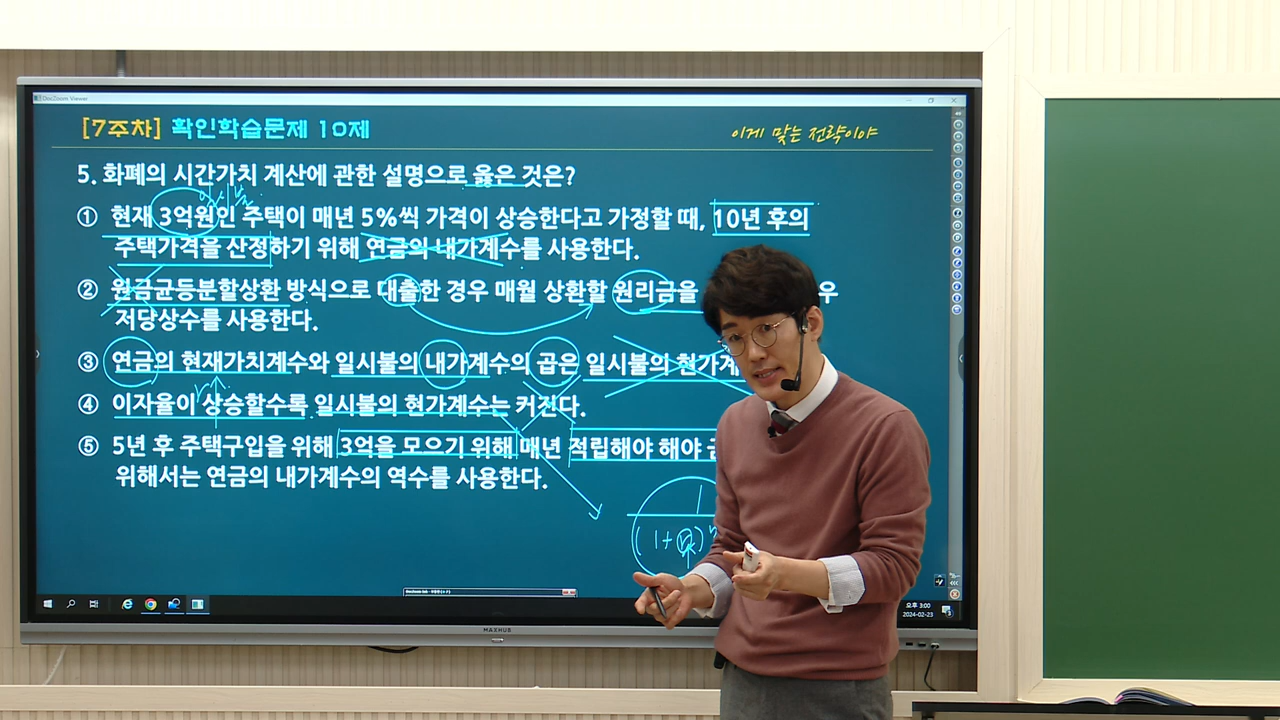 DocZoom Viewer
[7주차] 확인학습문제 10제
이게 맞는 전략이야
5. 화폐의 시간가치 계산에 관한 설명으로 옳은 것은?
① 현재 3억원인 주택이 매년 5%씩 가격이 상승한다고 가정할 때, 10년 후의
주택가격을 산정하기 위해 연금의 내가계수를 사용한다.
② 원금균등분할상환 방식으로 대출한 경우 매월 상환할 원리금을 우
저당상수를 사용한다.
③ 연금의 현재가치계수와 일시불의 내가계수의 곱은 일시불의 현가계
④ 이자율이 상승할수록 일시불의 현가계수는 커진다.
⑤ 5년 후 주택구입을 위해 3억을 모으기 위해 매년 적립해야 해야 금
위해서는 연금의 내가계수의 역수를 사용한다.
1
(1+r)
오후 3:00
2024-02-23
MAXHUB